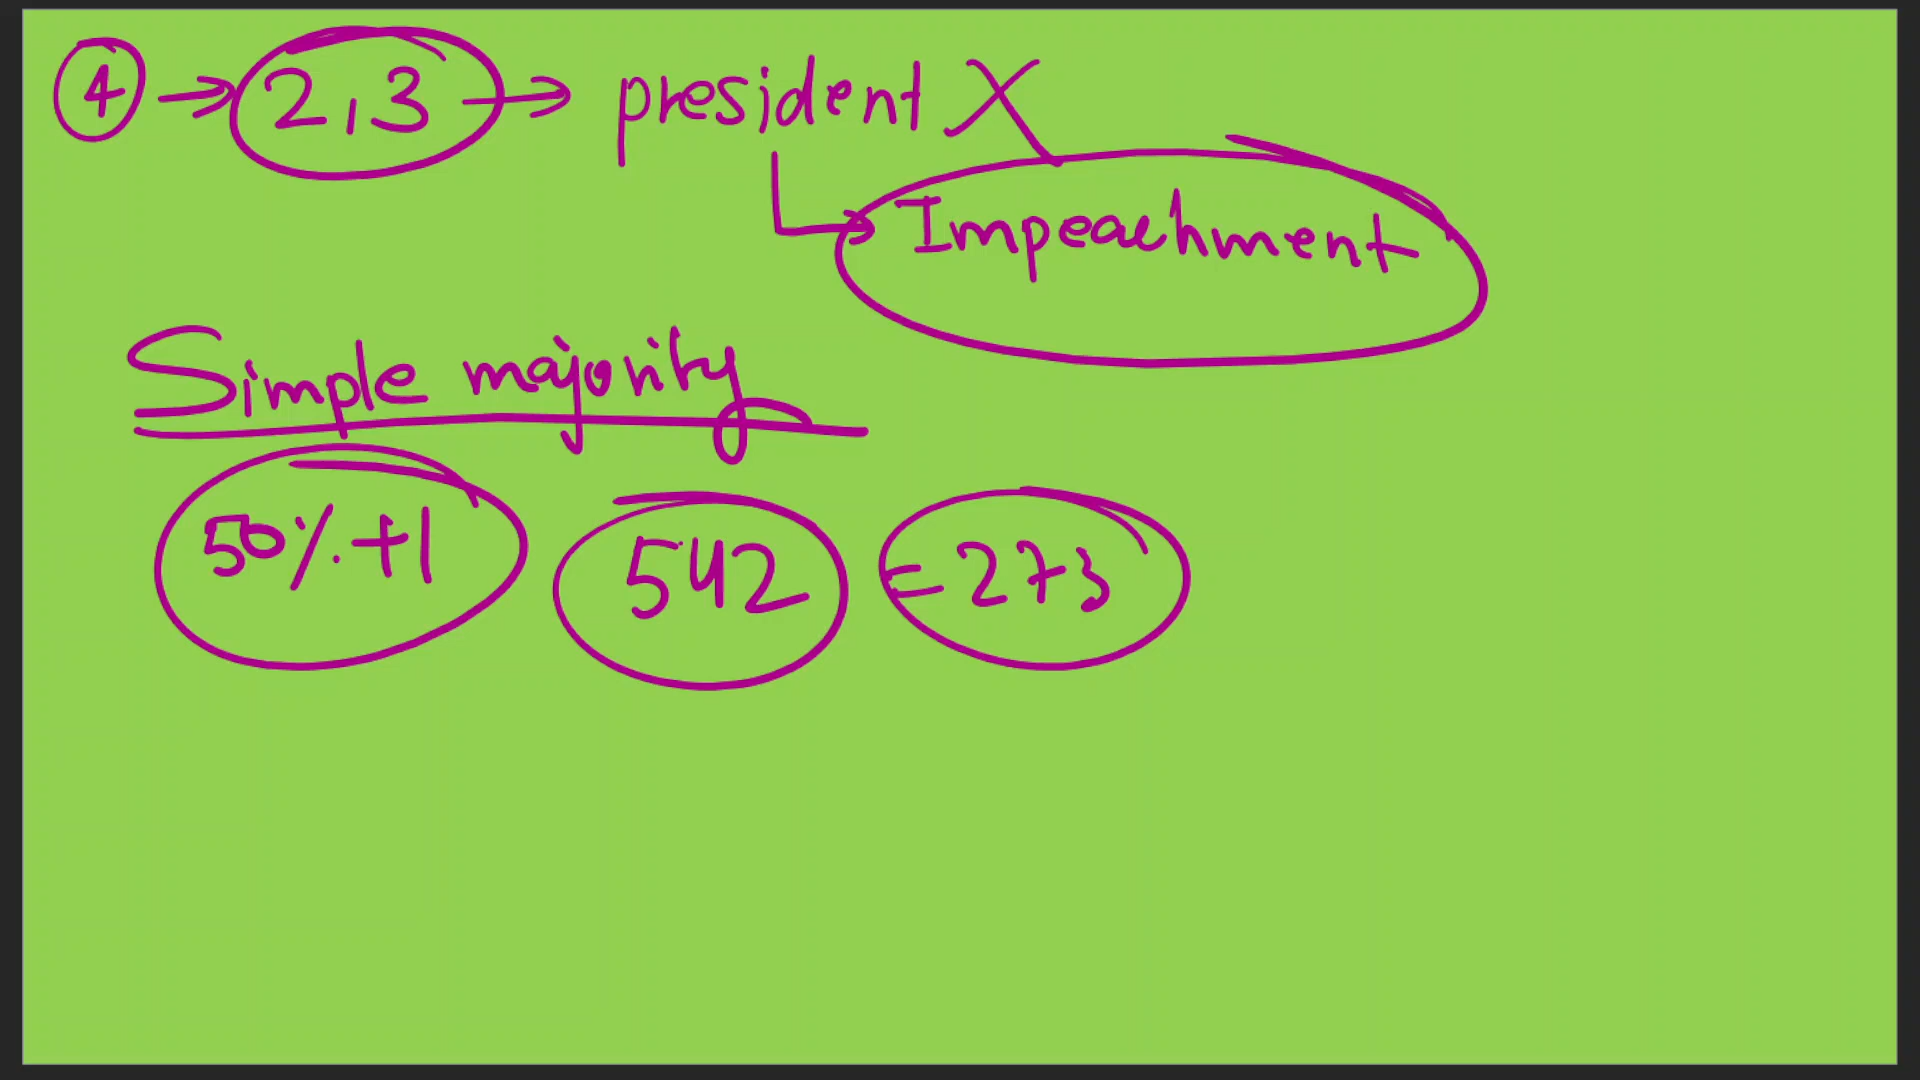 4 → 2,3 → president X
Impeachment
Simple majority
50%+1 542 = 273